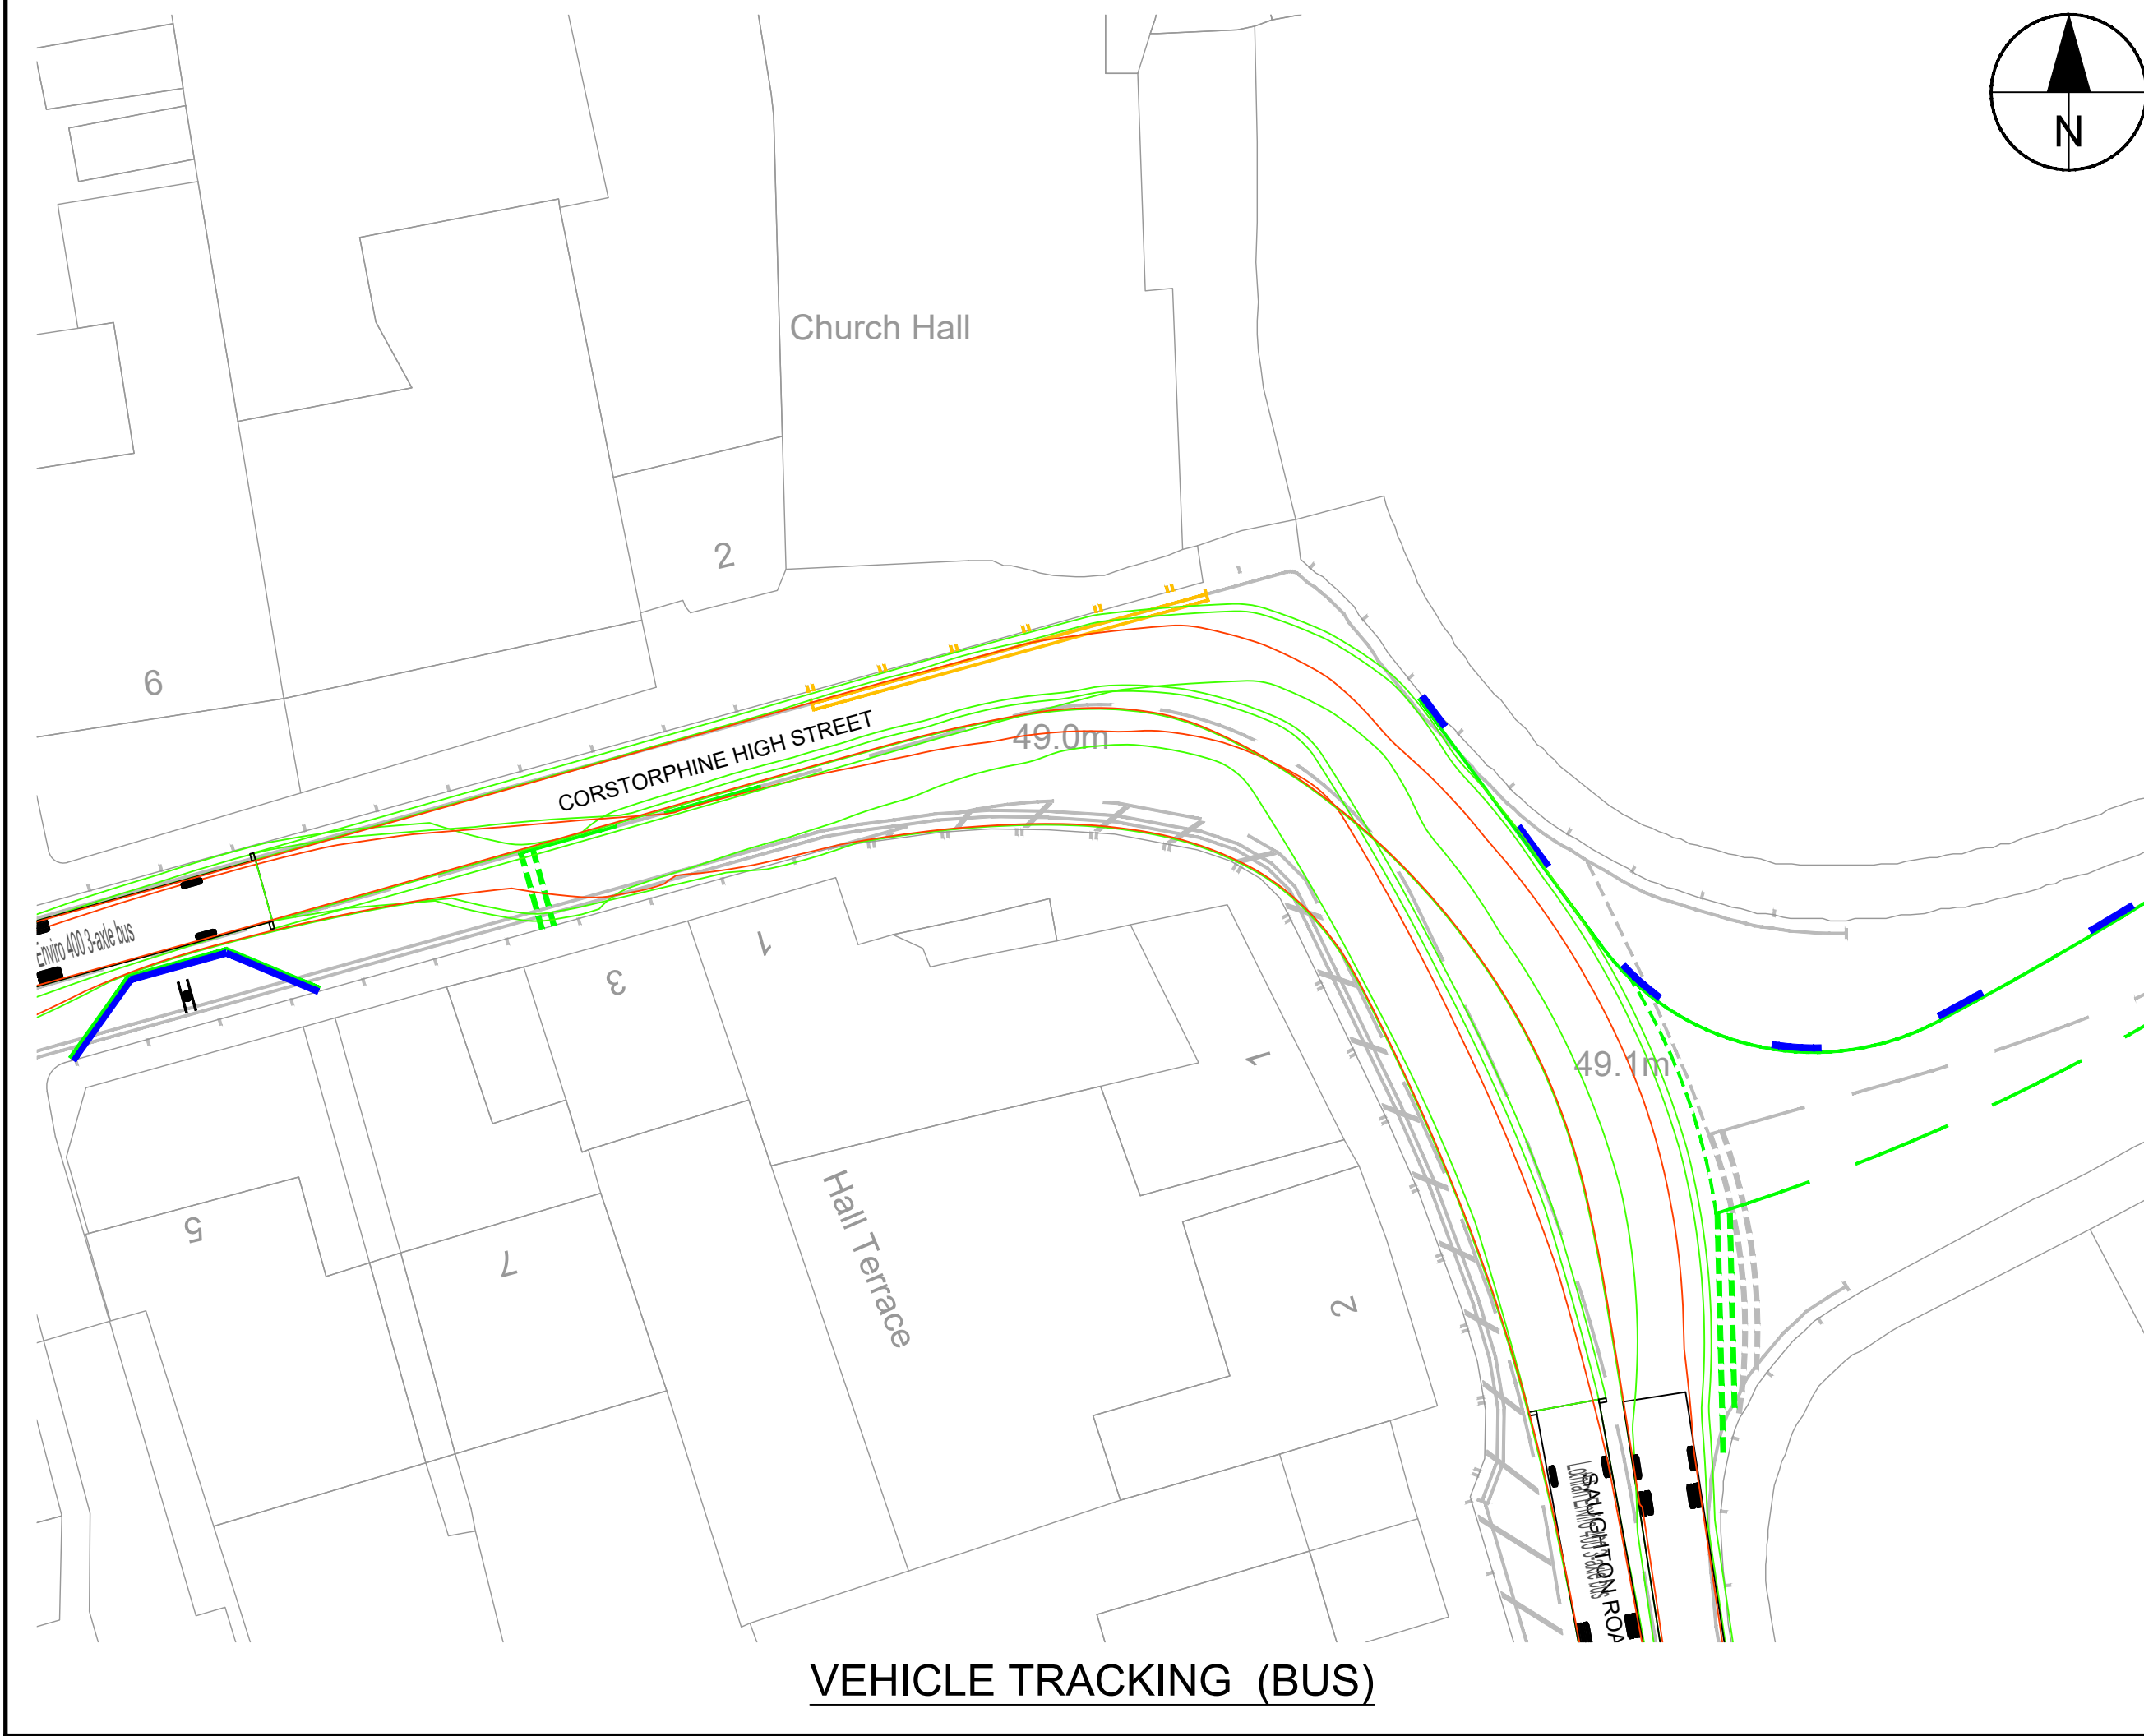 N
Church Hall
2
6
CORSTORPHINE HIGH STREET
49.0m
Enviro 400 3-axle bus
1
3
1
49.1m
Hall Terrace
5
7
2
SAUGHTON ROA
VEHICLE TRACKING (BUS)